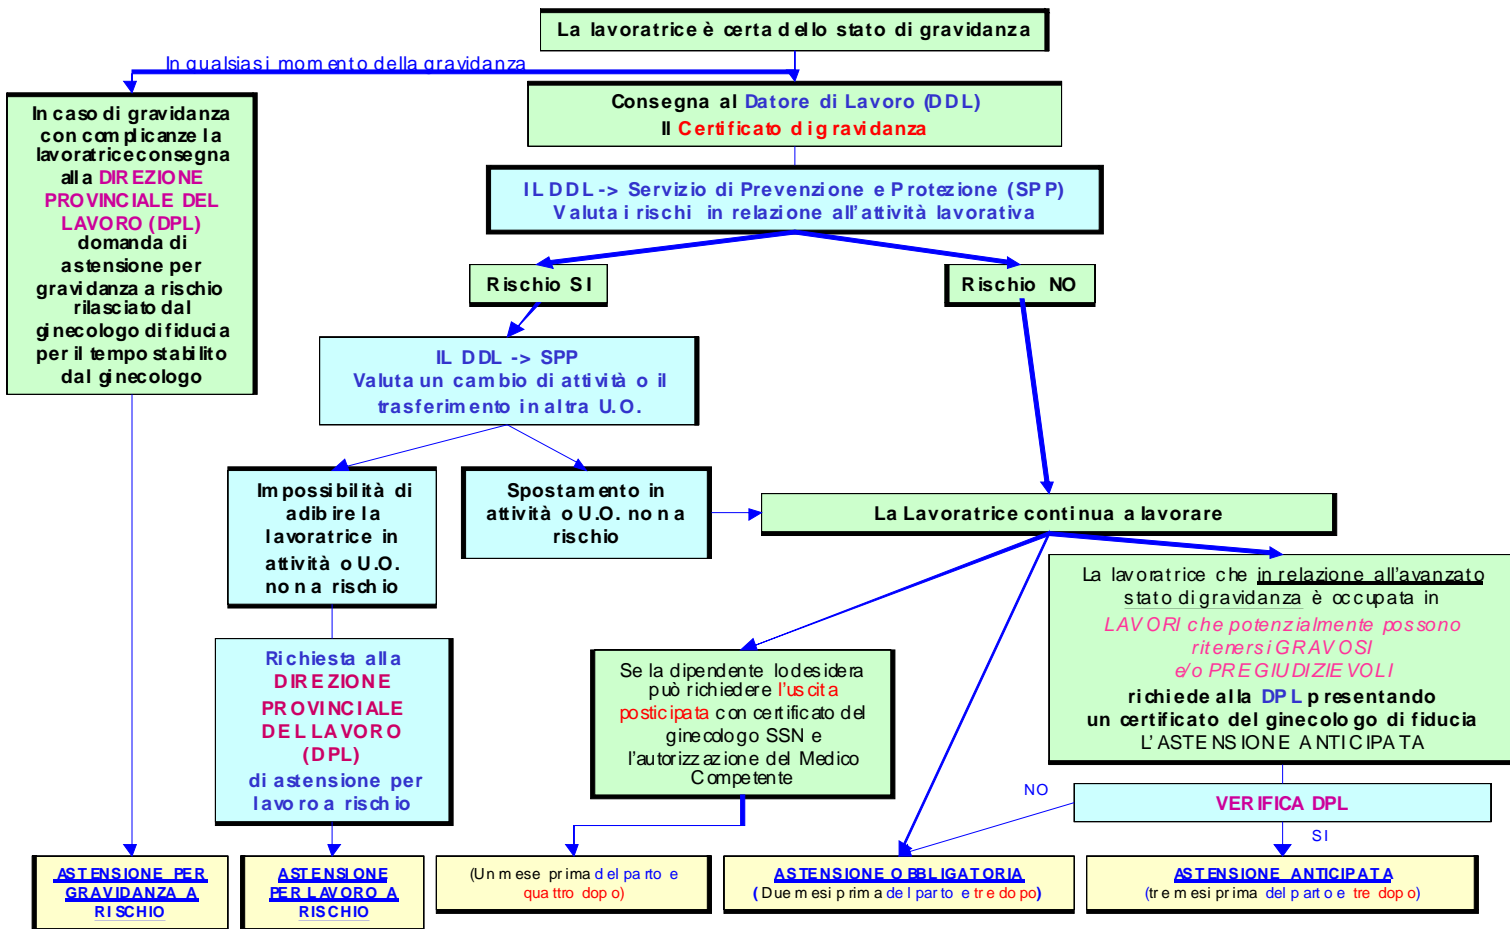 La lavoratrice è certa dello stato di gravidanza
In qualsiasi momento della gravidanza
In caso di gravidanza
con complicanze la
lavoratrice consegna
alla DIREZIONE
PROVINCIALE DEL
LAVORO (DPL)
domanda di
astensione per
gravidanza a rischio
rilasciato dal
ginecologo di fiducia
per il tempo stabilito
dal ginecologo
Consegna al Datore di Lavoro (DDL)
Il Certificato di gravidanza
IL DDL -> Servizio di Prevenzione e Protezione (SPP)
Valuta i rischi in relazione all'attività lavorativa
Rischio SI
Rischio NO
IL DDL -> SPP
Valuta un cambio di attività o il
trasferimento in altra U.O.
Impossibilità di
adibire la
lavoratrice in
attività o U.O.
non a rischio
Spostamento in
attività o U.O. non a
rischio
La Lavoratrice continua a lavorare
Richiesta alla
DIREZIONE
PROVINCIALE
DEL LAVORO
(DPL)
di astensione per
lavoro a rischio
Se la dipendente lo desidera
può richiedere l'uscita
posticipata con certificato del
ginecologo SSN e
l'autorizzazione del Medico
Competente
La lavoratrice che in relazione all'avanzato
stato di gravidanza è occupata in
LAVORI che potenzialmente possono
ritenersi GRAVOSI
e/o PREGIUDIZIEVOLI
richiede alla DPL presentando
un certificato del ginecologo di fiducia
L'ASTENSIONE ANTICIPATA
NO
VERIFICA DPL
SI
ASTENSIONE PER
GRAVIDANZA A
RISCHIO
ASTENSIONE
PER LAVORO A
RISCHIO
(Un mese prima del parto e
quattro dopo)
ASTENSIONE OBBLIGATORIA
(Due mesi prima del parto e tre dopo)
ASTENSIONE ANTICIPATA
(tre mesi prima del parto e tre dopo)